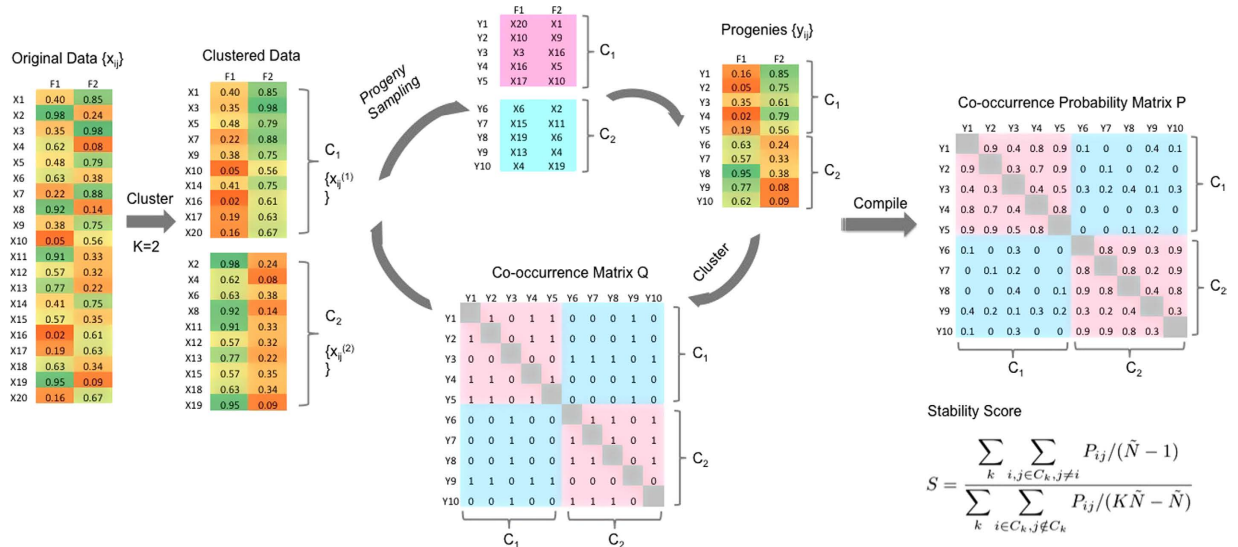 Original Data {xij}
F1 F2
X1 0.40 0.85
X2 0.98 0.24
X3 0.35 0.98
X4 0.62 0.08
X5 0.48 0.79
X6 0.63 0.38
X7 0.22 0.88
X8 0.92 0.14
X9 0.38 0.75
X10 0.05 0.56
X11 0.91 0.33
X12 0.57 0.32
X13 0.77 0.22
X14 0.41 0.75
X15 0.57 0.35
X16 0.02 0.61
X17 0.19 0.63
X18 0.63 0.34
X19 0.95 0.09
X20 0.16 0.67
Cluster
K=2
Clustered Data
F1 F2
X1 0.40 0.85
X3 0.35 0.98
X5 0.48 0.79
X7 0.22 0.88
X9 0.38 0.75
X10 0.05 0.56
X14 0.41 0.75
X16 0.02 0.61
X17 0.19 0.63
X20 0.16 0.67
C1
{xij(1)
}
X2 0.98 0.24
X4 0.62 0.08
X6 0.63 0.38
X8 0.92 0.14
X11 0.91 0.33
X12 0.57 0.32
X13 0.77 0.22
X15 0.57 0.35
X18 0.63 0.34
X19 0.95 0.09
C2
{xij(2)
}
Progeny
Sampling
F1 F2
Y1 X20 X1
Y2 X10 X9
Y3 X3 X16
Y4 X16 X5
Y5 X17 X10
C1
Y6 X6 X2
Y7 X15 X11
Y8 X19 X6
Y9 X13 X4
Y10 X4 X19
C2
Progenies {yij}
F1 F2
Y1 0.16 0.85
Y2 0.05 0.75
Y3 0.35 0.61
Y4 0.02 0.79
Y5 0.19 0.56
C1
Y6 0.63 0.24
Y7 0.57 0.33
Y8 0.95 0.38
Y9 0.77 0.08
Y10 0.62 0.09
C2
Cluster
Co-occurrence Matrix Q
Y1 Y2 Y3 Y4 Y5 Y6 Y7 Y8 Y9 Y10
Y1 1 0 1 1 0 0 0 1 0
Y2 1 0 1 1 0 0 0 1 0
Y3 0 0 0 0 1 1 1 0 1
Y4 1 1 0 1 0 0 0 1 0
Y5 1 1 0 1 0 0 0 1 0
C1
Y6 0 0 1 0 0 1 1 0 1
Y7 0 0 1 0 0 1 1 0 1
Y8 0 0 1 0 0 1 1 0 1
Y9 1 1 0 1 1 0 0 0 0
Y10 0 0 1 0 0 1 1 1 0
C2
C1 C2
Compile
Co-occurrence Probability Matrix P
Y1 Y2 Y3 Y4 Y5 Y6 Y7 Y8 Y9 Y10
Y1 0.9 0.4 0.8 0.9 0.1 0 0 0.4 0.1
Y2 0.9 0.3 0.7 0.9 0 0.1 0 0.2 0
Y3 0.4 0.3 0.4 0.5 0.3 0.2 0.4 0.1 0.3
Y4 0.8 0.7 0.4 0.8 0 0 0 0.3 0
Y5 0.9 0.9 0.5 0.8 0 0 0.1 0.2 0
C1
Y6 0.1 0 0.3 0 0 0.8 0.9 0.3 0.9
Y7 0 0.1 0.2 0 0 0.8 0.8 0.2 0.9
Y8 0 0 0.4 0 0.1 0.9 0.8 0.4 0.8
Y9 0.4 0.2 0.1 0.3 0.2 0.3 0.2 0.4 0.3
Y10 0.1 0 0.3 0 0 0.9 0.9 0.8 0.3
C2
C1 C2
Stability Score
∑k ∑i,j∈Ck,j≠i Pij/(Ñ − 1)
S =
∑k ∑i∈Ck,j∉Ck Pij/(KÑ − Ñ)